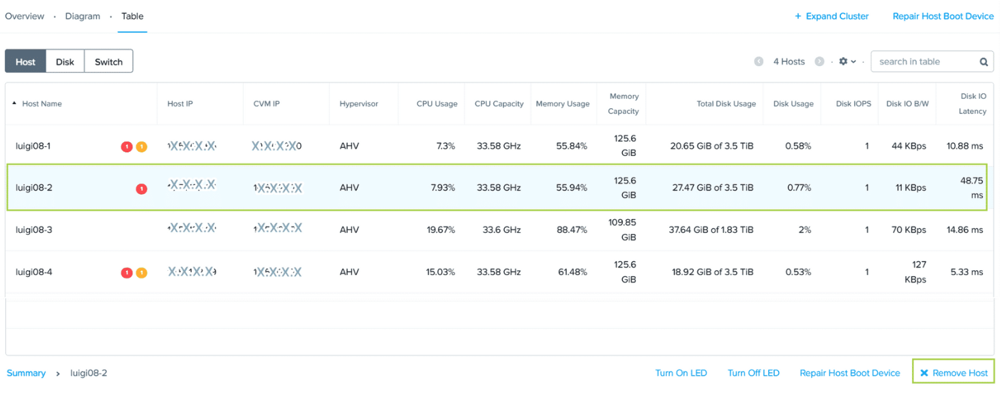 Overview · Diagram · Table + Expand Cluster Repair Host Boot Device
Host Disk Switch 4 Hosts · · search in table
Host Name Host IP CVM IP Hypervisor CPU Usage CPU Capacity Memory Usage Memory Capacity Total Disk Usage Disk Usage Disk IOPS Disk IO B/W Disk IO Latency
luigi08-1 1 1 AHV 7.3% 33.58 GHz 55.84% 125.6 GiB 20.65 GiB of 3.5 TiB 0.58% 1 44 KBps 10.88 ms
luigi08-2 1 AHV 7.93% 33.58 GHz 55.94% 125.6 GiB 27.47 GiB of 3.5 TiB 0.77% 1 11 KBps 48.75 ms
luigi08-3 AHV 19.67% 33.6 GHz 88.47% 109.85 GiB 37.64 GiB of 1.83 TiB 2% 1 70 KBps 14.86 ms
luigi08-4 1 1 AHV 15.03% 33.58 GHz 61.48% 125.6 GiB 18.92 GiB of 3.5 TiB 0.53% 1 127 KBps 5.33 ms
Summary > luigi08-2 Turn On LED Turn Off LED Repair Host Boot Device × Remove Host